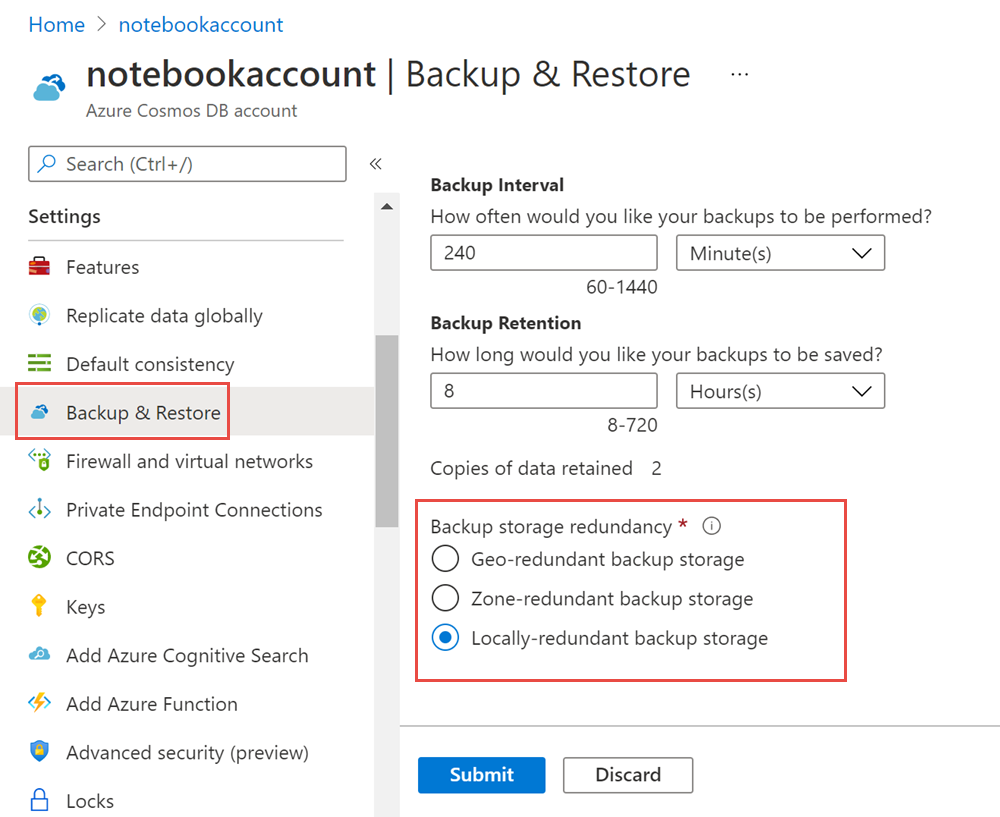 Home > notebookaccount
notebookaccount | Backup & Restore ...
Azure Cosmos DB account
Search (Ctrl+/) «
Settings
Features
Replicate data globally
Default consistency
Backup & Restore
Firewall and virtual networks
Private Endpoint Connections
CORS
Keys
Add Azure Cognitive Search
Add Azure Function
Advanced security (preview)
Locks
Backup Interval
How often would you like your backups to be performed?
240 Minute(s)
60-1440
Backup Retention
How long would you like your backups to be saved?
8 Hours(s)
8-720
Copies of data retained 2
Backup storage redundancy *
Geo-redundant backup storage
Zone-redundant backup storage
Locally-redundant backup storage
Submit Discard